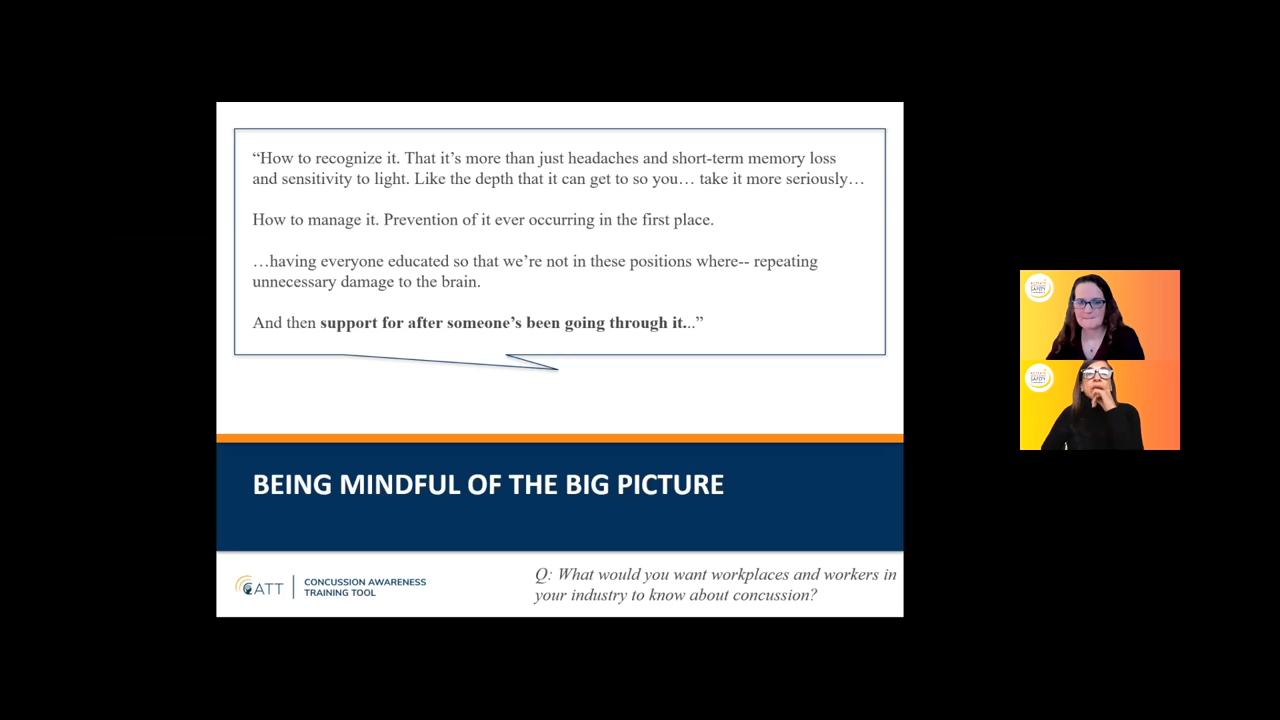 “How to recognize it. That it’s more than just headaches and short-term memory loss
and sensitivity to light. Like the depth that it can get to so you… take it more seriously…
How to manage it. Prevention of it ever occurring in the first place.
…having everyone educated so that we’re not in these positions where-- repeating
unnecessary damage to the brain.
And then support for after someone’s been going through it...”
BEING MINDFUL OF THE BIG PICTURE
CATT
CONCUSSION AWARENESS
TRAINING TOOL
Q: What would you want workplaces and workers in
your industry to know about concussion?
SAFETY
SAFETY